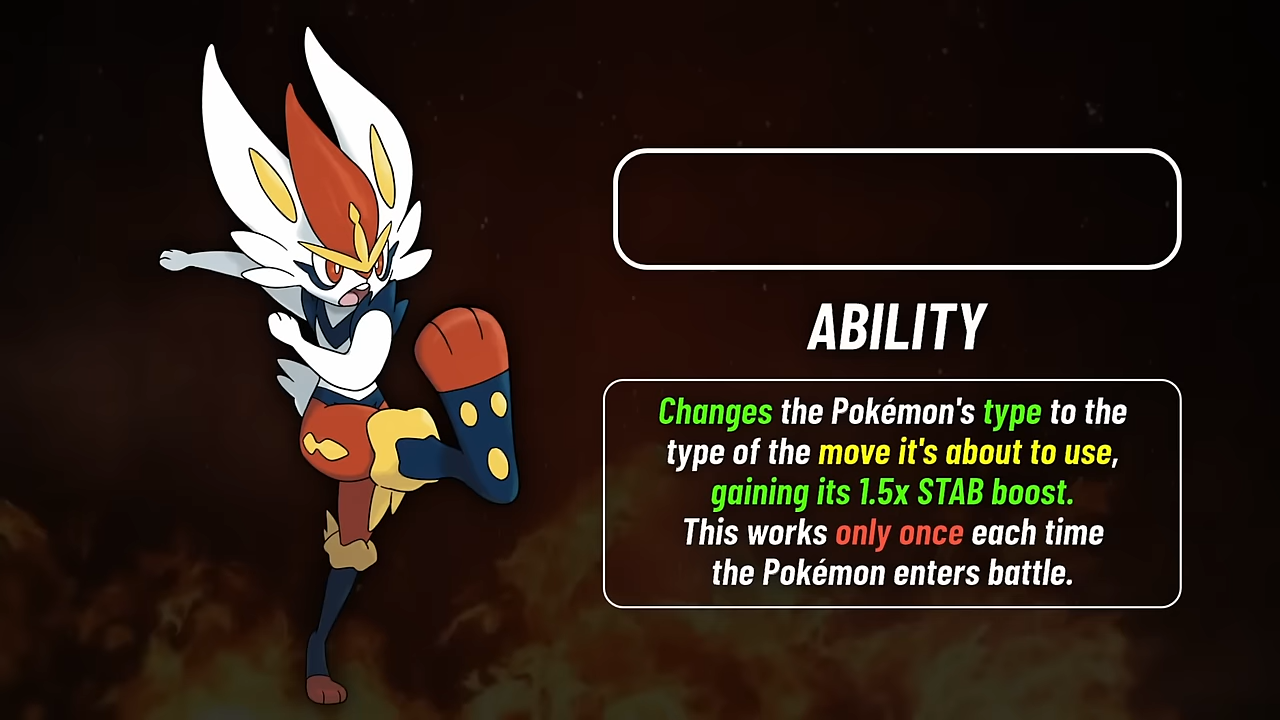 ABILITY
Changes the Pokémon's type to the
type of the move it's about to use,
gaining its 1.5x STAB boost.
This works only once each time
the Pokémon enters battle.